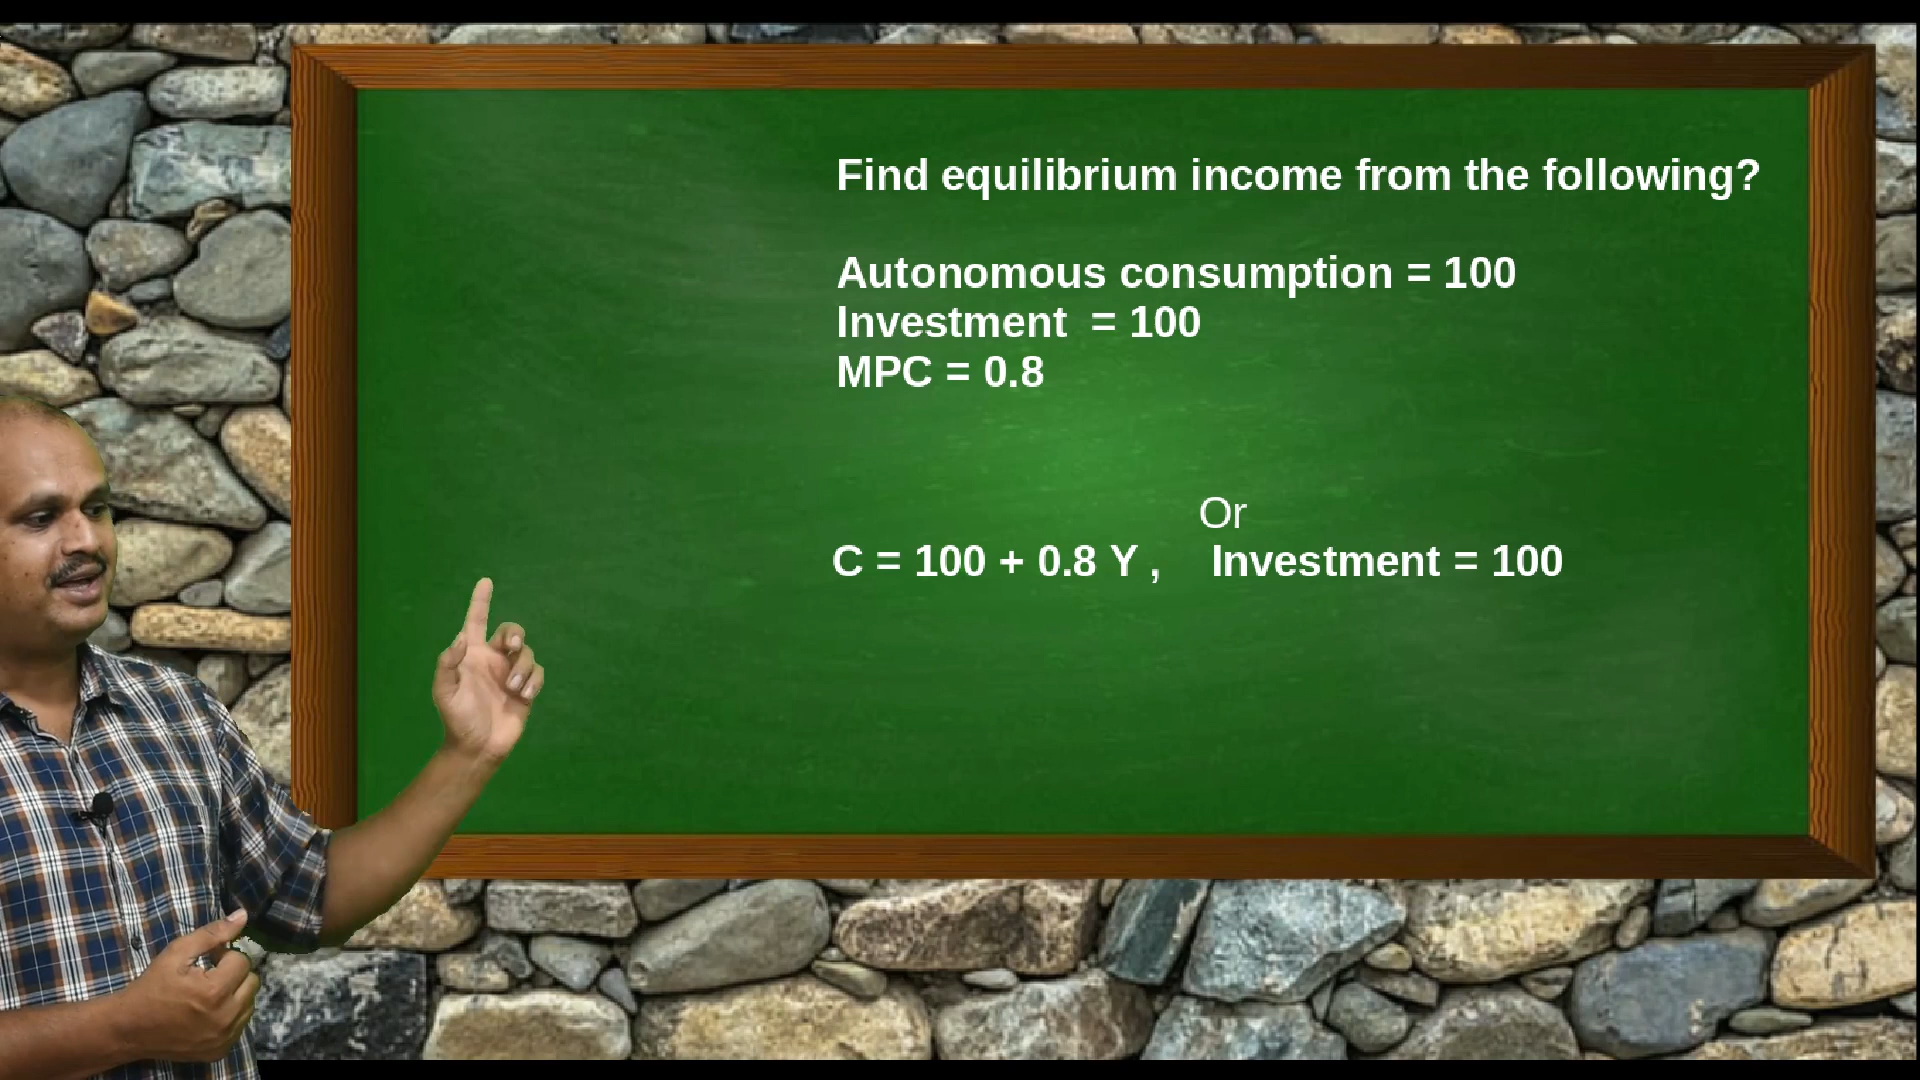 Find equilibrium income from the following?
Autonomous consumption = 100
Investment  = 100
MPC = 0.8
Or
C = 100 + 0.8 Y ,    Investment = 100